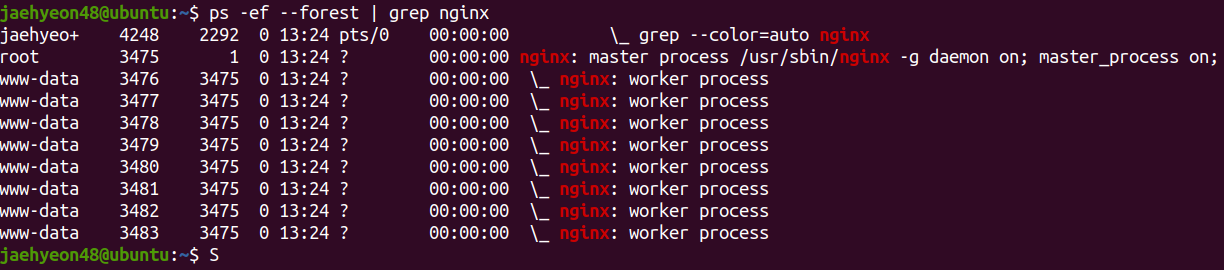 jaehyeon48@ubuntu:~$ ps -ef --forest | grep nginx
jaehyeo+    4248    2292  0 13:24 pts/0    00:00:00          \_ grep --color=auto nginx
root        3475       1  0 13:24 ?        00:00:00 nginx: master process /usr/sbin/nginx -g daemon on; master_process on;
www-data    3476    3475  0 13:24 ?        00:00:00  \_ nginx: worker process
www-data    3477    3475  0 13:24 ?        00:00:00  \_ nginx: worker process
www-data    3478    3475  0 13:24 ?        00:00:00  \_ nginx: worker process
www-data    3479    3475  0 13:24 ?        00:00:00  \_ nginx: worker process
www-data    3480    3475  0 13:24 ?        00:00:00  \_ nginx: worker process
www-data    3481    3475  0 13:24 ?        00:00:00  \_ nginx: worker process
www-data    3482    3475  0 13:24 ?        00:00:00  \_ nginx: worker process
www-data    3483    3475  0 13:24 ?        00:00:00  \_ nginx: worker process
jaehyeon48@ubuntu:~$ S